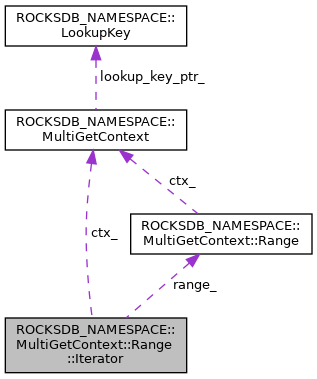 ROCKSDB_NAMESPACE::
LookupKey
lookup_key_ptr_
ROCKSDB_NAMESPACE::
MultiGetContext
ctx_
ROCKSDB_NAMESPACE::
MultiGetContext::Range
ctx_
range_
ROCKSDB_NAMESPACE::
MultiGetContext::Range
::Iterator